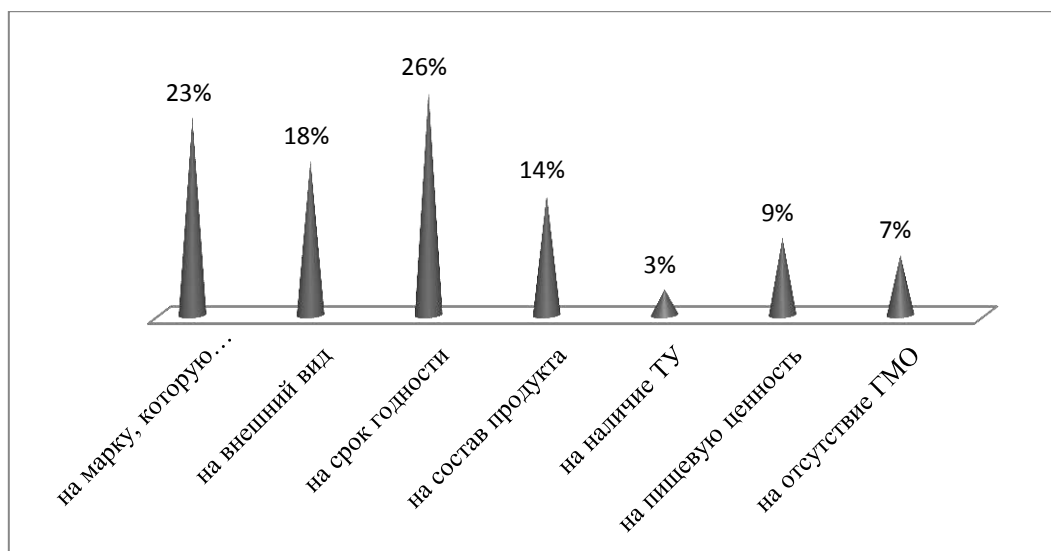 23%
18%
26%
14%
3%
9%
7%
на марку, которую…
на внешний вид
на срок годности
на состав продукта
на наличие ТУ
на пищевую ценность
на отсутствие ГМО